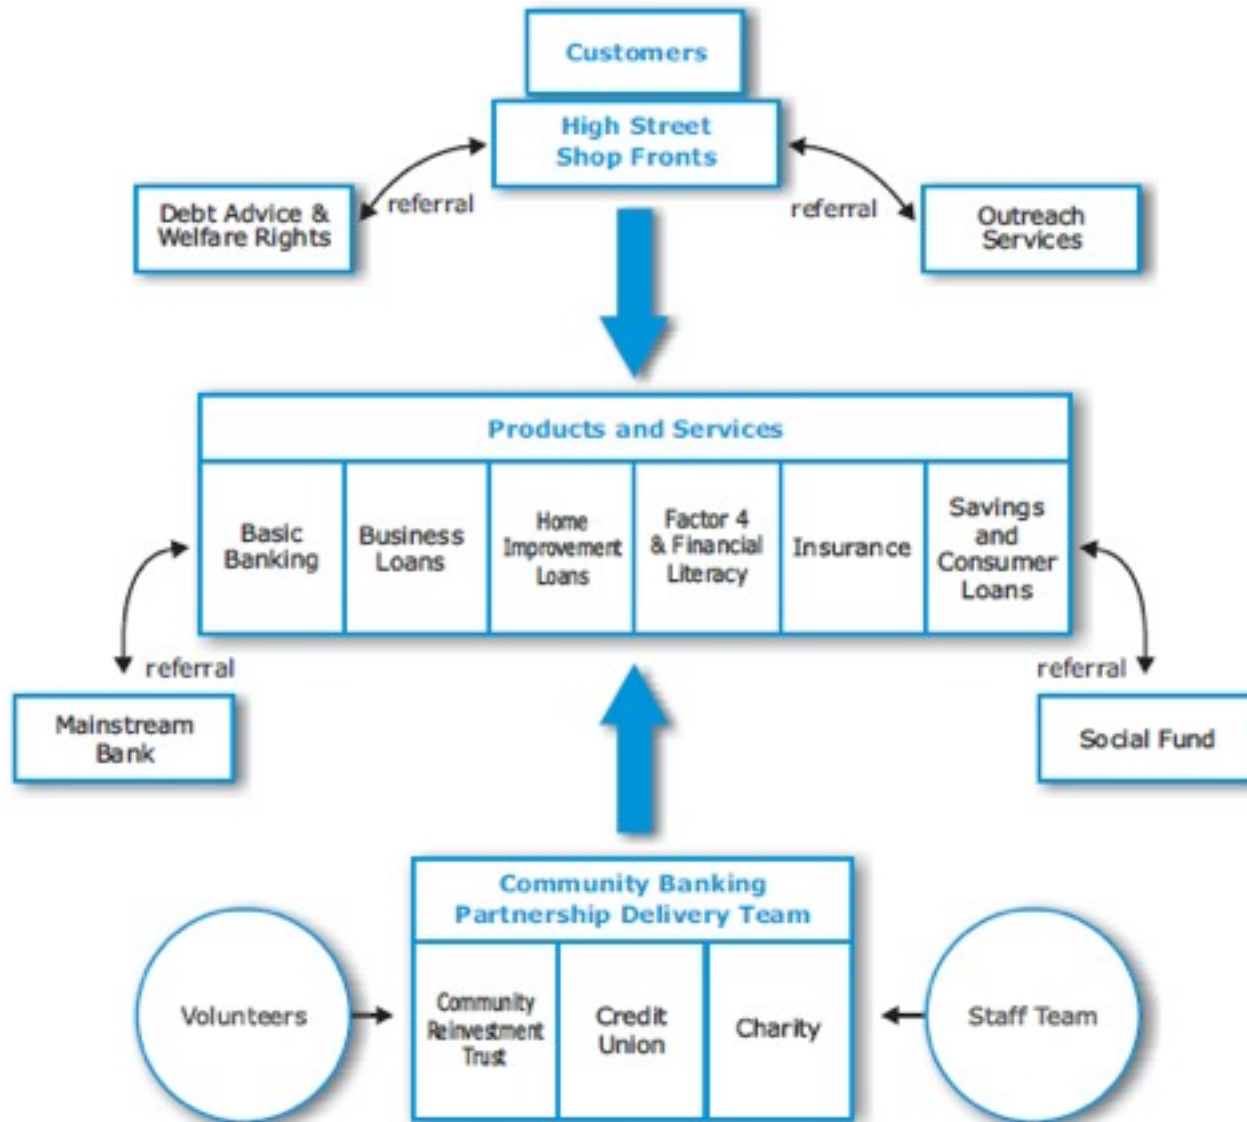 Customers
High Street
Shop Fronts
referral
referral
Debt Advice &
Welfare Rights
Outreach
Services
Products and Services
Basic
Banking
Business
Loans
Home
Improvement
Loans
Factor 4
& Financial
Literacy
Insurance
Savings
and
Consumer
Loans
referral
referral
Mainstream
Bank
Social Fund
Community Banking
Partnership Delivery Team
Volunteers
Community
Reinvestment
Trust
Credit
Union
Charity
Staff Team